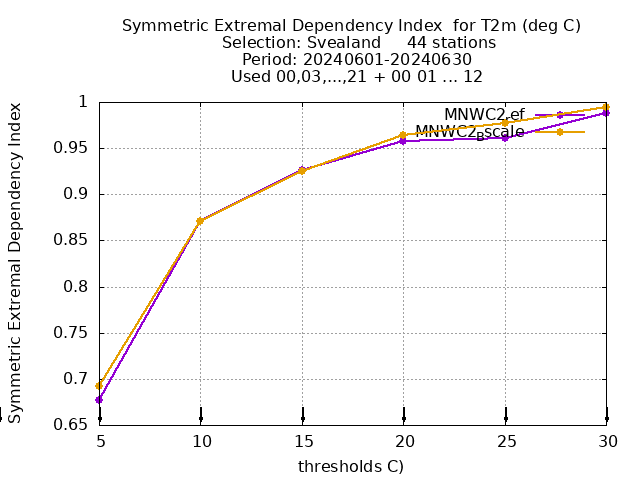 Symmetric Extremal Dependency Index  for T2m (deg C)
Selection: Svealand     44 stations
Period: 20240601-20240630
Used 00,03,...,21 + 00 01 ... 12
Symmetric Extremal Dependency Index
1
0.95
0.9
0.85
0.8
0.75
0.7
0.65
5
10
15
20
25
30
thresholds C)